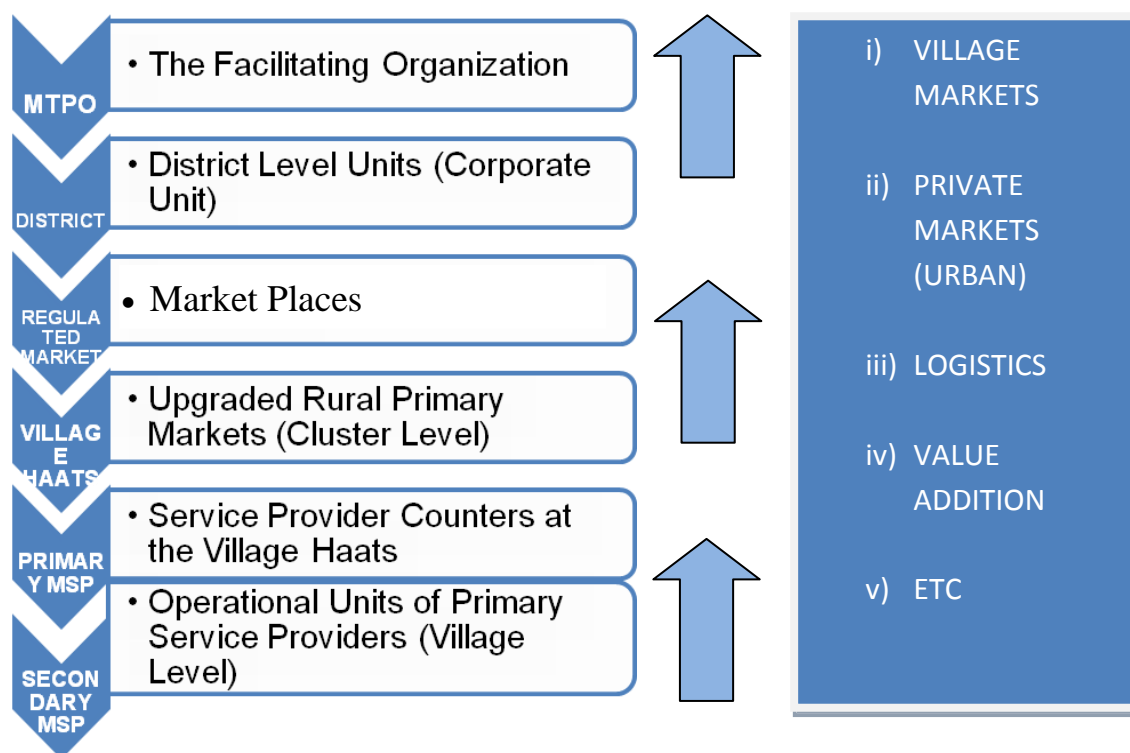 MTPO
• The Facilitating Organization
DISTRICT
• District Level Units (Corporate
Unit)
REGULA
TED
MARKET
• Market Places
VILLAG
E
HAATS
• Upgraded Rural Primary
Markets (Cluster Level)
PRIMAR
Y MSP
• Service Provider Counters at
the Village Haats
SECON
DARY
MSP
• Operational Units of Primary
Service Providers (Village
Level)
i) VILLAGE
MARKETS
ii) PRIVATE
MARKETS
(URBAN)
iii) LOGISTICS
iv) VALUE
ADDITION
v) ETC